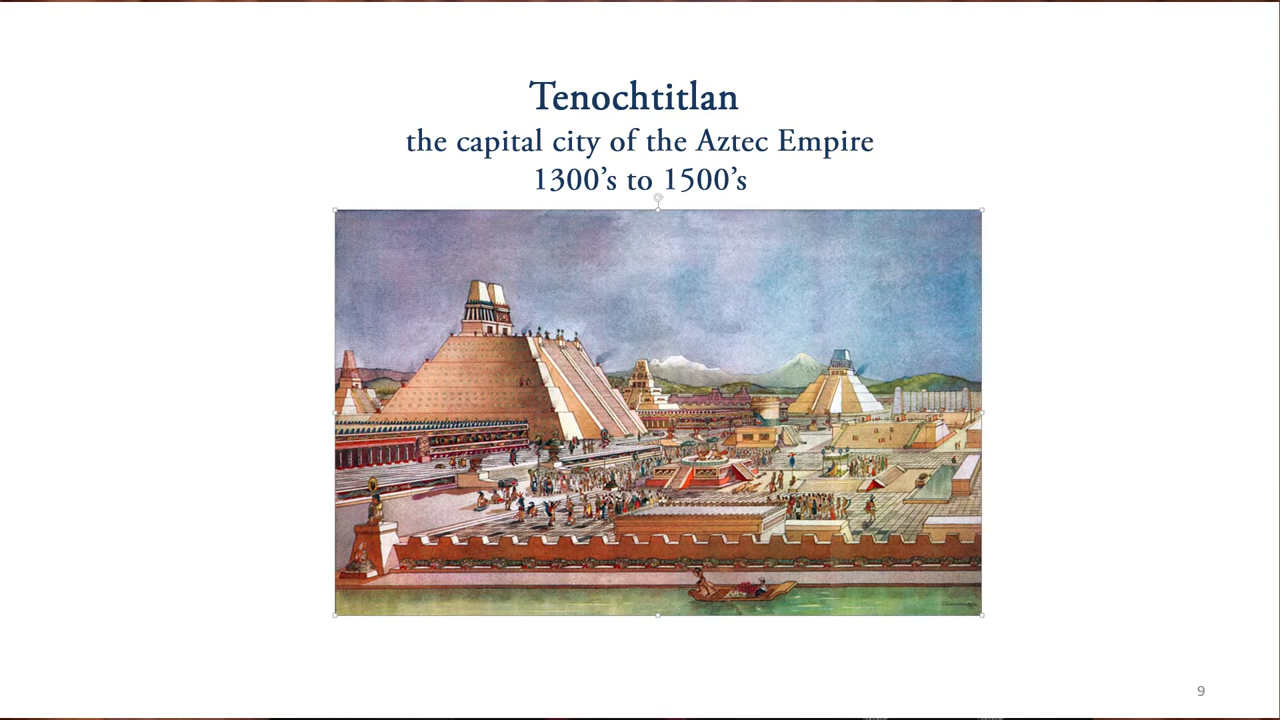 Tenochtitlan
the capital city of the Aztec Empire
1300’s to 1500’s
9